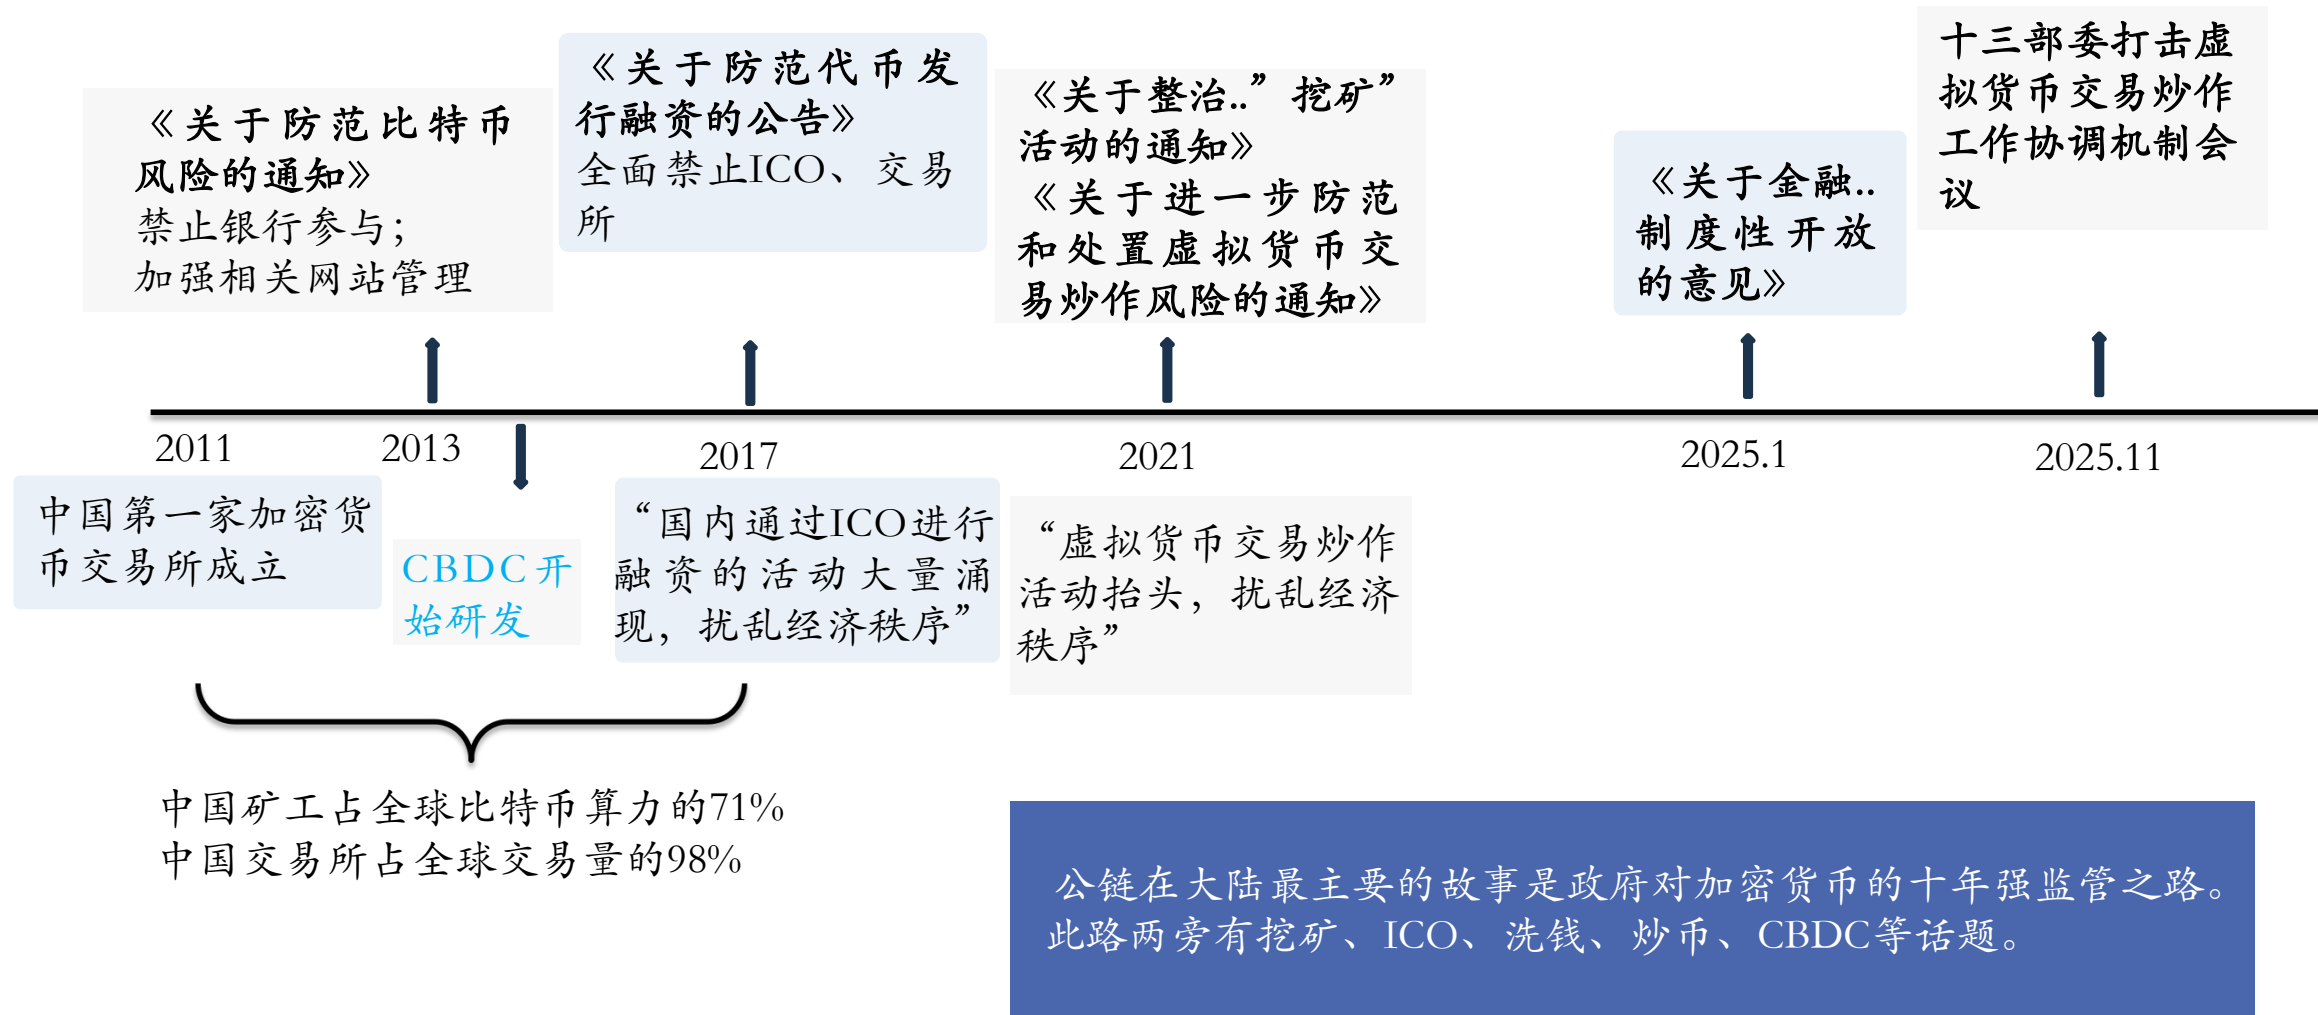 《关于防范比特币
风险的通知》
禁止银行参与；
加强相关网站管理
《关于防范代币发
行融资的公告》
全面禁止ICO、交易
所
《关于整治..”挖矿”
活动的通知》
《关于进一步防范
和处置虚拟货币交
易炒作风险的通知》
《关于金融..
制度性开放
的意见》
十三部委打击虚
拟货币交易炒作
工作协调机制会
议
2011
2013
2017
2021
2025.1
2025.11
中国第一家加密货
币交易所成立
CBDC开
始研发
“国内通过ICO进行
融资的活动大量涌
现，扰乱经济秩序”
“虚拟货币交易炒作
活动抬头，扰乱经济
秩序”
中国矿工占全球比特币算力的71%
中国交易所占全球交易量的98%
公链在大陆最主要的故事是政府对加密货币的十年强监管之路。
此路两旁有挖矿、ICO、洗钱、炒币、CBDC等话题。